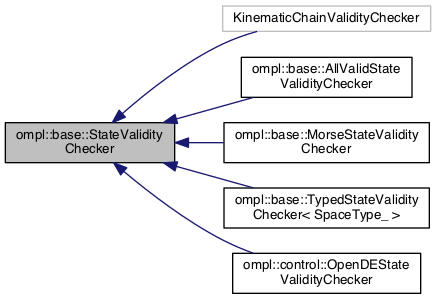 KinematicChainValidityChecker
ompl::base::AllValidState
ValidityChecker
ompl::base::StateValidity
Checker
ompl::base::MorseStateValidity
Checker
ompl::base::TypedStateValidity
Checker< SpaceType_ >
ompl::control::OpenDEState
ValidityChecker